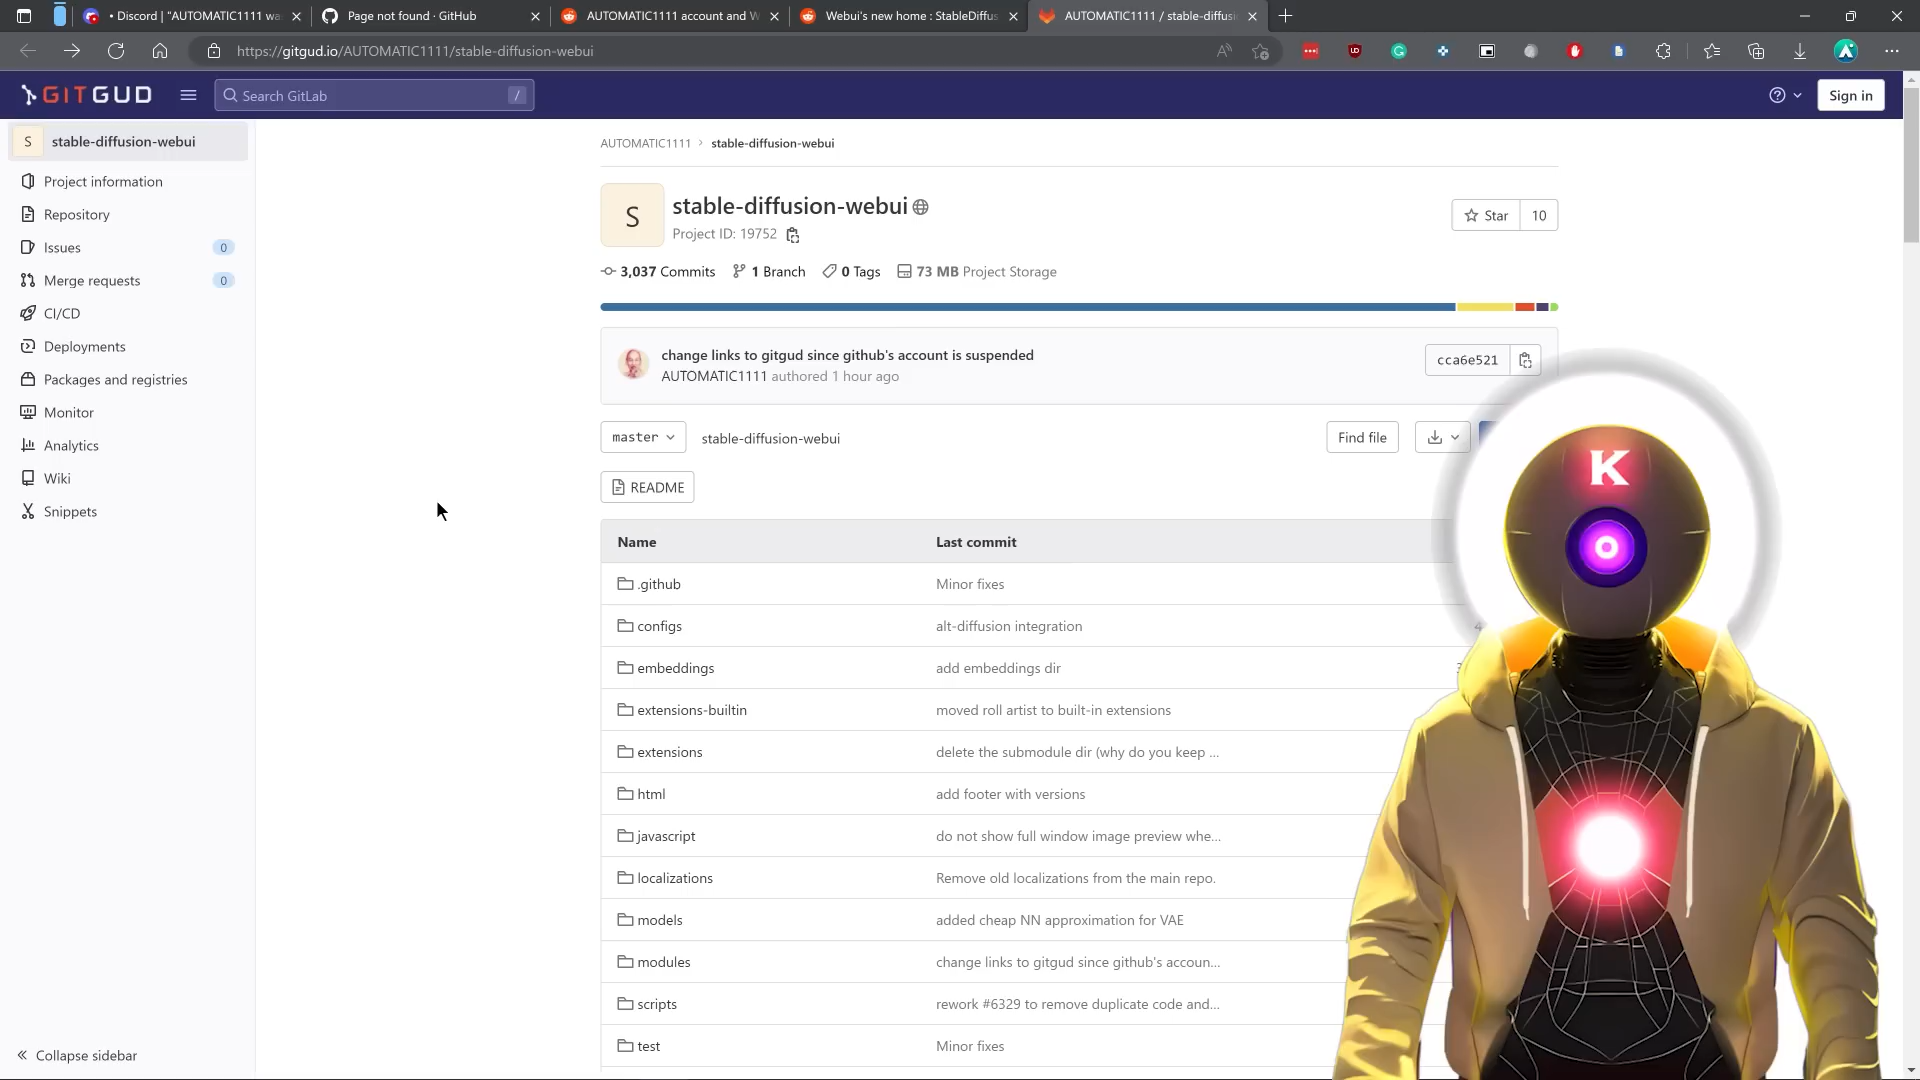 • Discord | "AUTOMATIC1111 wa
Page not found · GitHub
AUTOMATIC1111 account and W
Webui's new home : StableDiffus
AUTOMATIC1111 / stable-diffusi
https://gitgud.io/AUTOMATIC1111/stable-diffusion-webui
GITGUD
Search GitLab
/
Sign in
S
stable-diffusion-webui
Project information
Repository
Issues
0
Merge requests
0
CI/CD
Deployments
Packages and registries
Monitor
Analytics
Wiki
Snippets
Collapse sidebar
AUTOMATIC1111 › stable-diffusion-webui
S
stable-diffusion-webui
Project ID: 19752
Star
10
3,037 Commits
1 Branch
0 Tags
73 MB Project Storage
change links to gitgud since github's account is suspended
AUTOMATIC1111 authored 1 hour ago
cca6e521
master
stable-diffusion-webui
Find file
README
Name
Last commit
.github
Minor fixes
configs
alt-diffusion integration
embeddings
add embeddings dir
extensions-builtin
moved roll artist to built-in extensions
extensions
delete the submodule dir (why do you keep ...
html
add footer with versions
javascript
do not show full window image preview whe...
localizations
Remove old localizations from the main repo.
models
added cheap NN approximation for VAE
modules
change links to gitgud since github's accoun...
scripts
rework #6329 to remove duplicate code and...
test
Minor fixes
K